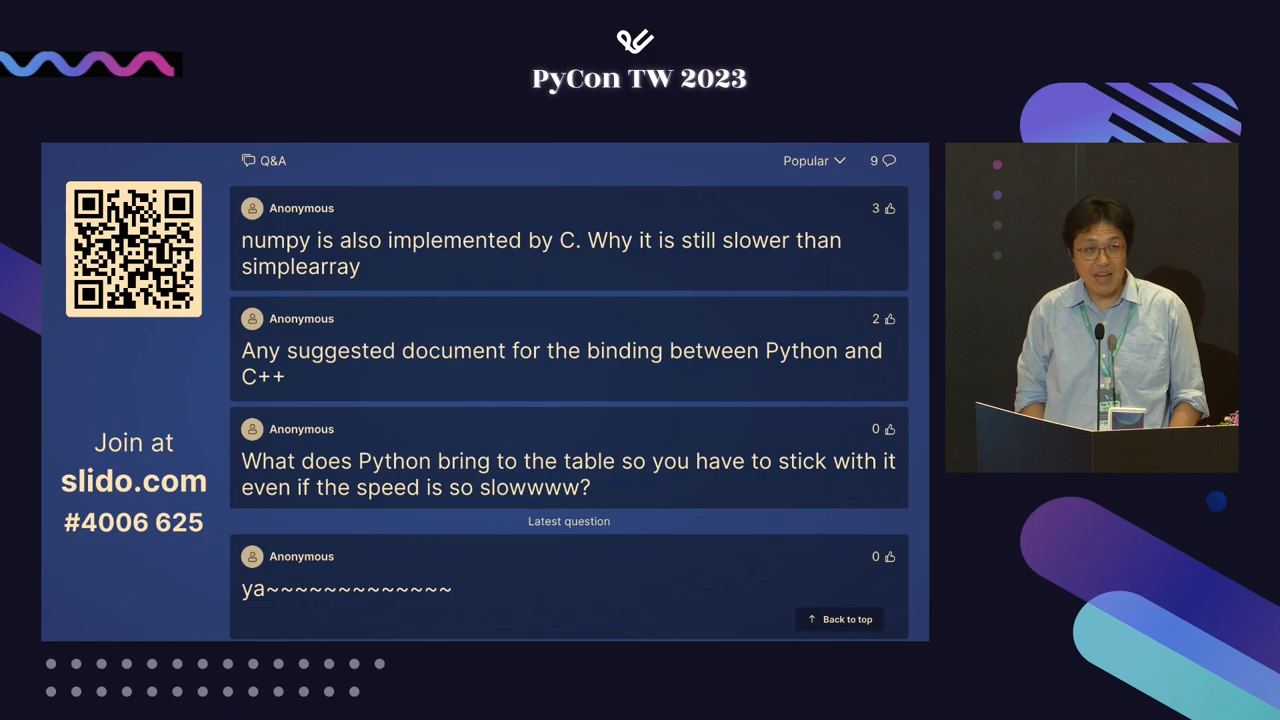 PyCon TW 2023
Q&A
Popular
9
Anonymous
3
numpy is also implemented by C. Why it is still slower than
simplearray
Anonymous
2
Any suggested document for the binding between Python and
C++
Anonymous
0
What does Python bring to the table so you have to stick with it
even if the speed is so slowwww?
Latest question
Anonymous
0
ya~~~~~~~~~~~~~
Back to top
Join at
slido.com
#4006 625